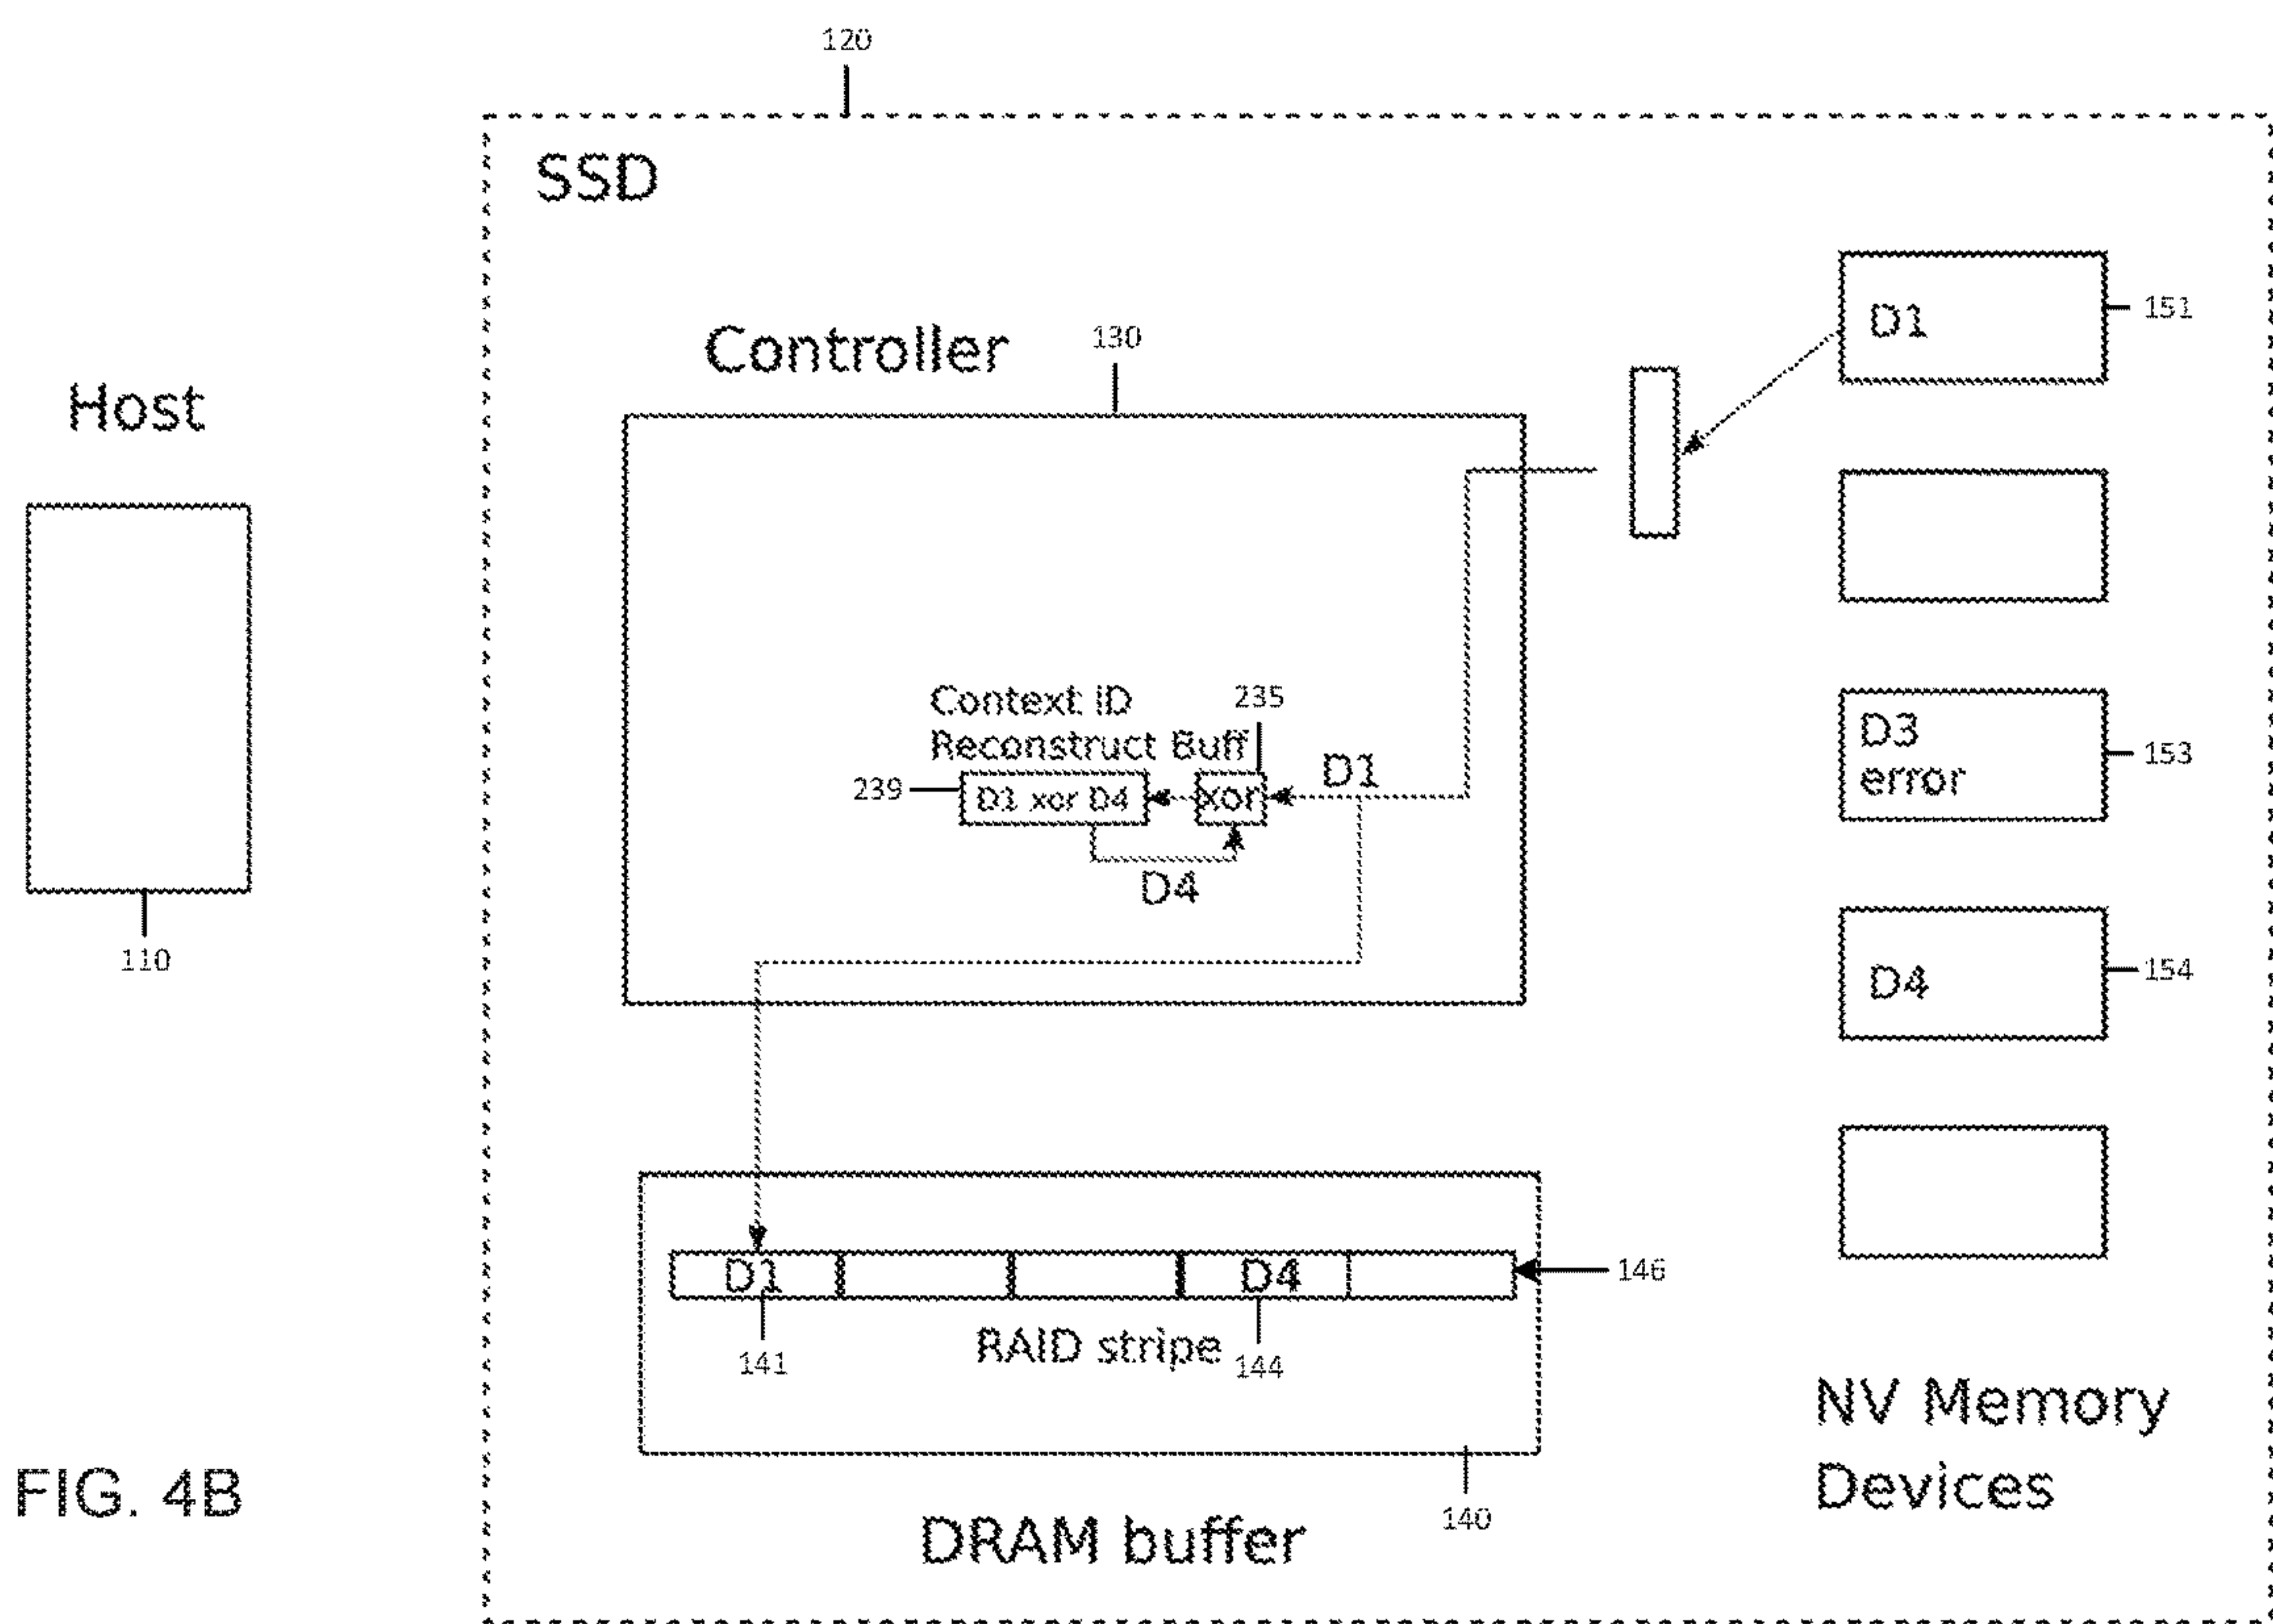 120
SSD
D1
151
Controller
130
Host
Context ID
235
Reconstruct Buff
D3
error
153
D1
239
D1 xor D4
xor
D4
110
D4
154
D1
D4
146
RAID stripe
141
144
NV Memory
Devices
FIG. 4B
140
DRAM buffer